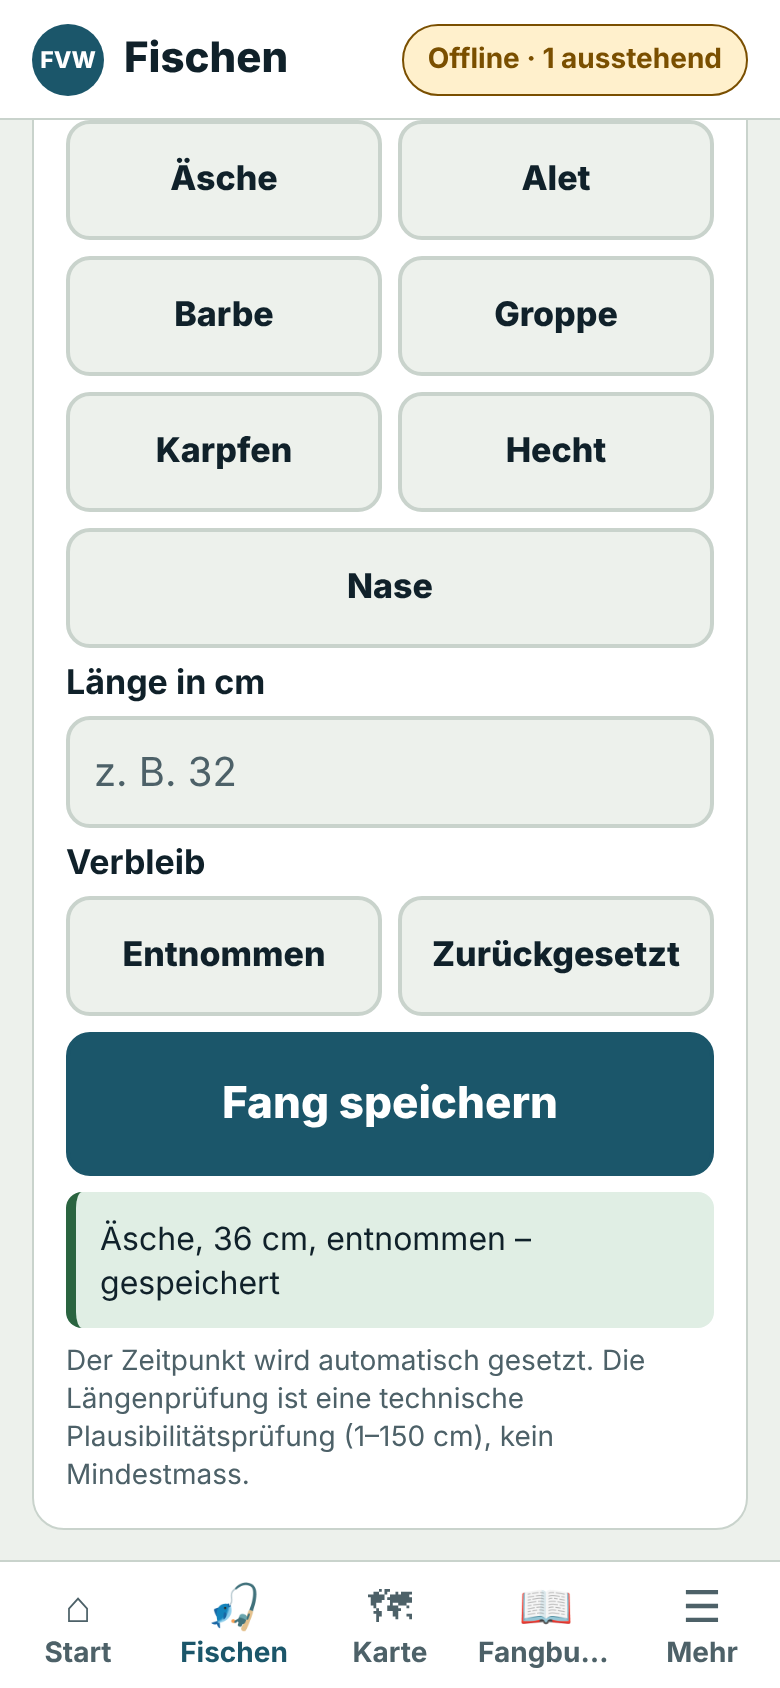 FVW
Fischen
Offline · 1 ausstehend
Äsche
Alet
Barbe
Groppe
Karpfen
Hecht
Nase
Länge in cm
z. B. 32
Verbleib
Entnommen
Zurückgesetzt
Fang speichern
Äsche, 36 cm, entnommen –
gespeichert
Der Zeitpunkt wird automatisch gesetzt. Die
Längenprüfung ist eine technische
Plausibilitätsprüfung (1–150 cm), kein
Mindestmass.
Start
Fischen
Karte
Fangbu...
Mehr